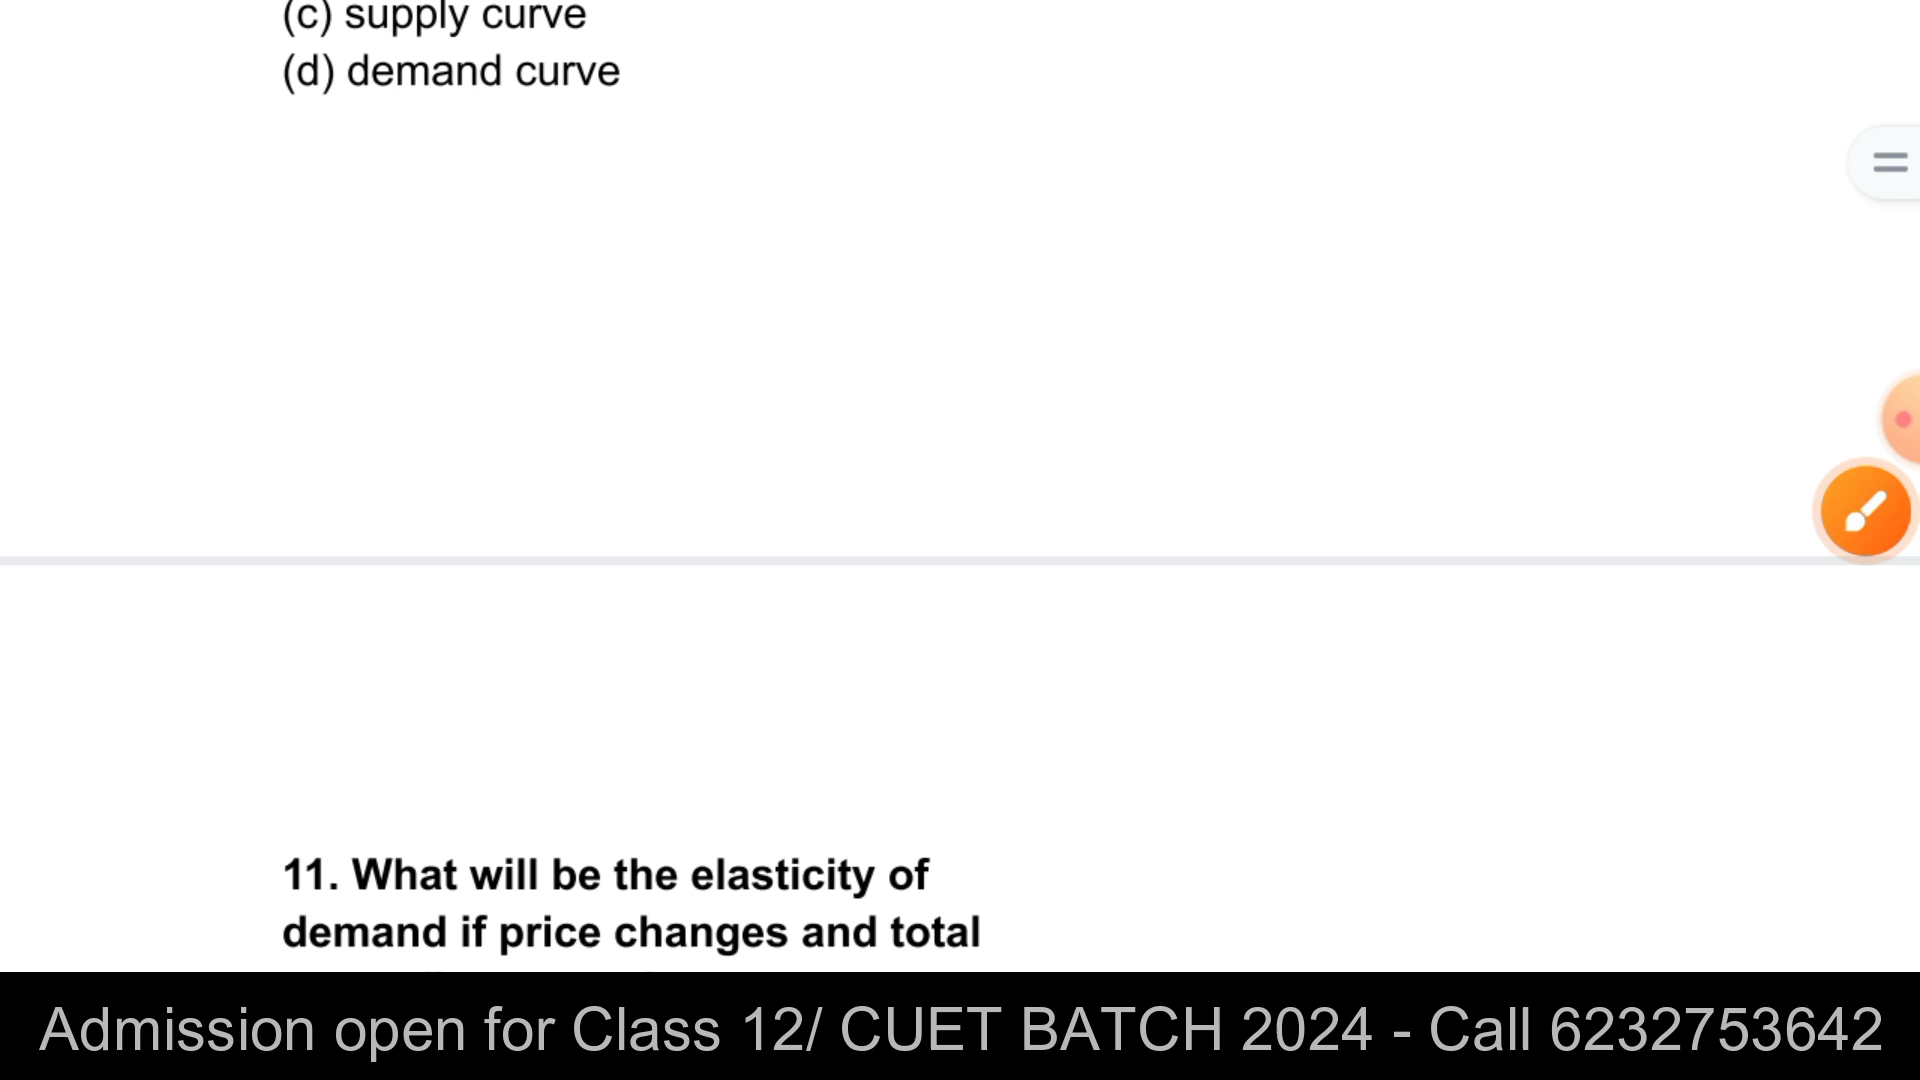 (c) supply curve
(d) demand curve
11. What will be the elasticity of
demand if price changes and total
Admission open for Class 12/ CUET BATCH 2024 - Call 6232753642